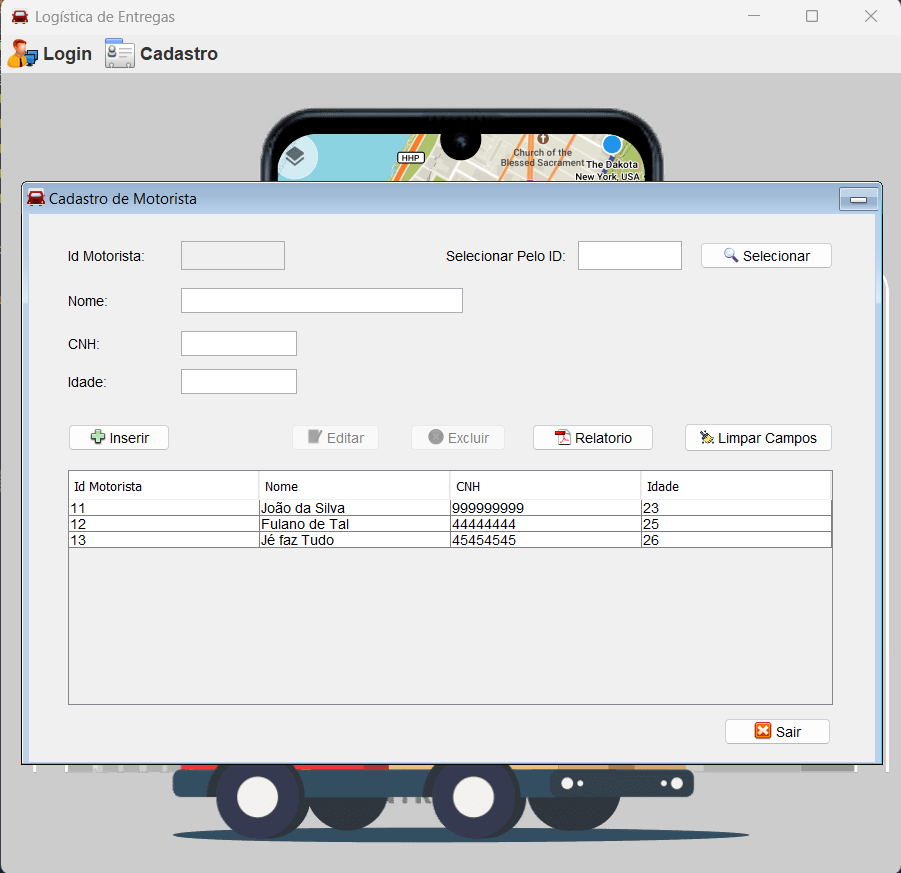 Logística de Entregas
Login Cadastro
HHP
Church of the
Blessed Sacrament
The Dakota
New York, USA
Cadastro de Motorista
Id Motorista: Selecionar Pelo ID: Selecionar
Nome:
CNH:
Idade:
Inserir Editar Excluir Relatorio Limpar Campos
Id Motorista Nome CNH Idade
11 João da Silva 999999999 23
12 Fulano de Tal 44444444 25
13 Jé faz Tudo 45454545 26
Sair